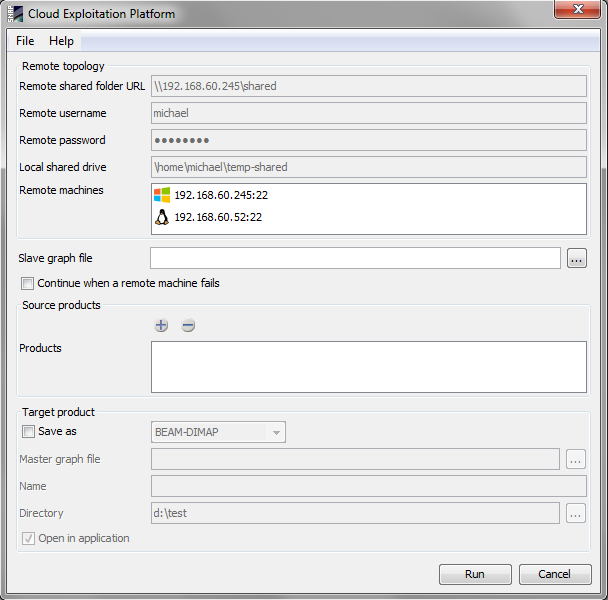 SNAP
Cloud Exploitation Platform
File Help
Remote topology
Remote shared folder URL \\192.168.60.245\shared
Remote username michael
Remote password ••••••••
Local shared drive \home\michael\temp-shared
Remote machines 192.168.60.245:22
192.168.60.52:22
Slave graph file ...
Continue when a remote machine fails
Source products
Products
Target product
Save as BEAM-DIMAP
Master graph file ...
Name
Directory d:\test ...
Open in application
Run Cancel